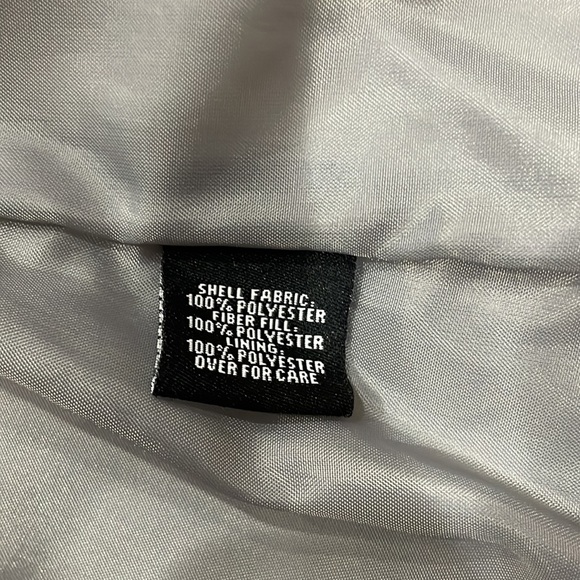 SHELL FABRIC:
100% POLYESTER
FIBER FILL:
100% POLYESTER
LINING:
100% POLYESTER
OVER FOR CARE